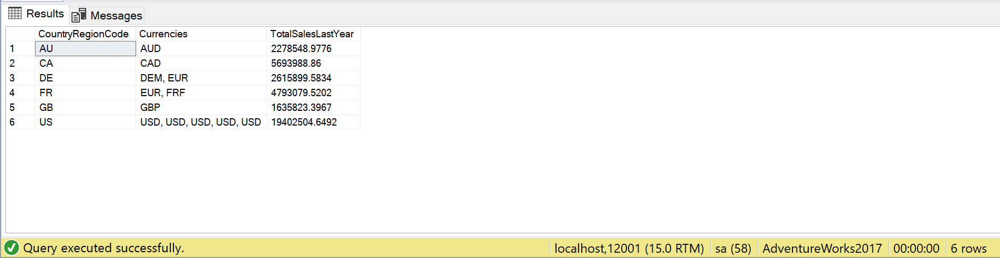 Results Messages
CountryRegionCode Currencies TotalSalesLastYear
1 AU AUD 2278548.9776
2 CA CAD 5693988.86
3 DE DEM, EUR 2615899.5834
4 FR EUR, FRF 4793079.5202
5 GB GBP 1635823.3967
6 US USD, USD, USD, USD, USD 19402504.6492
Query executed successfully. localhost,12001 (15.0 RTM) sa (58) AdventureWorks2017 00:00:00 6 rows